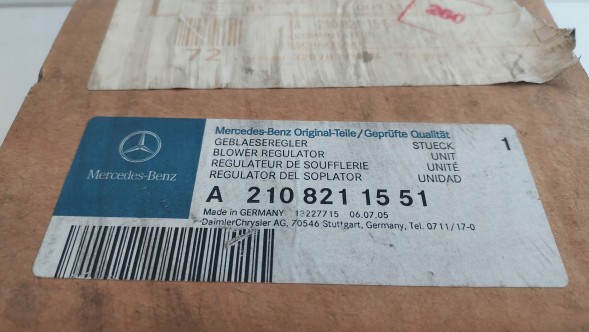 260
72
Mercedes-Benz
Mercedes-Benz Original-Teile/Geprüfte Qualität
GEBLAESEREGLER STUECK 1
BLOWER REGULATOR UNIT
REGULATEUR DE SOUFFLERIE UNITÉ
REGULATOR DEL SOPLATOR UNIDAD
A 210 821 15 51
Made in GERMANY 13227715 06.07.05
DaimlerChrysler AG, 70546 Stuttgart, Germany, Tel. 0711/17-0